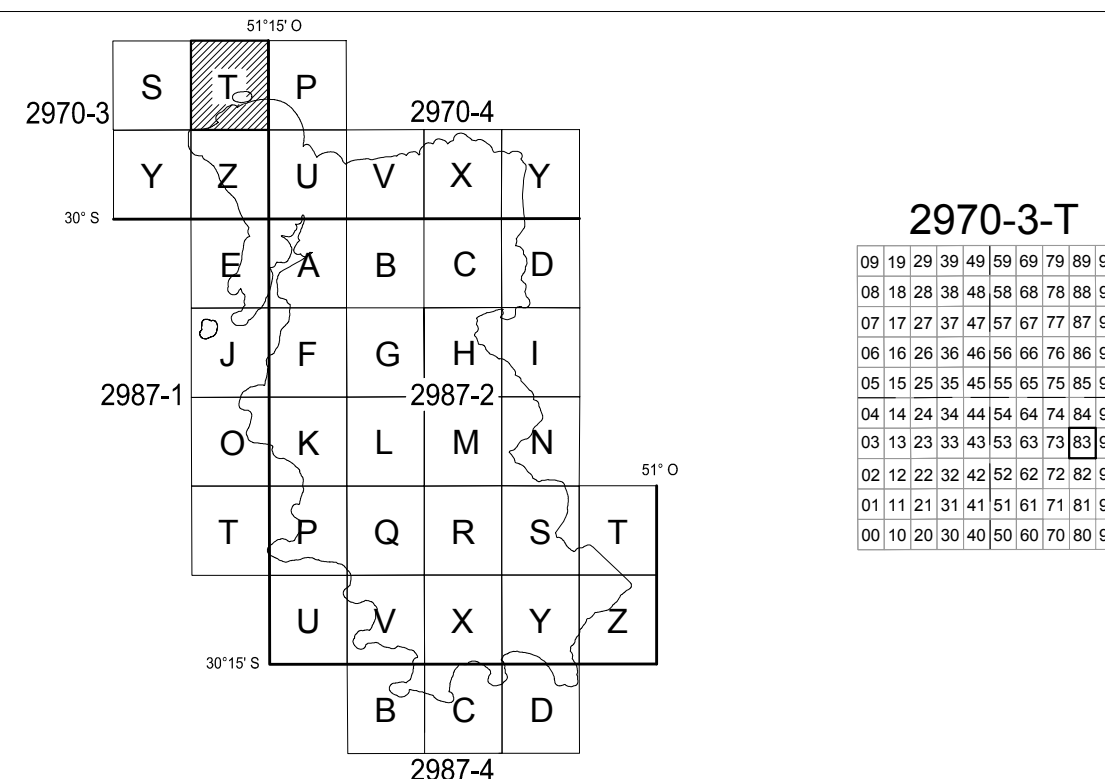 51°15' O
S T P
2970-3
2970-4
Y Z U V X Y
30° S
E A B C D
J F G H I
2987-1
2987-2
O K L M N
51° O
T P Q R S T
U V X Y Z
30°15' S
B C D
2987-4
2970-3-T
09 19 29 39 49 59 69 79 89
08 18 28 38 48 58 68 78 88
07 17 27 37 47 57 67 77 87
06 16 26 36 46 56 66 76 86
05 15 25 35 45 55 65 75 85
04 14 24 34 44 54 64 74 84
03 13 23 33 43 53 63 73 83
02 12 22 32 42 52 62 72 82
01 11 21 31 41 51 61 71 81
00 10 20 30 40 50 60 70 80